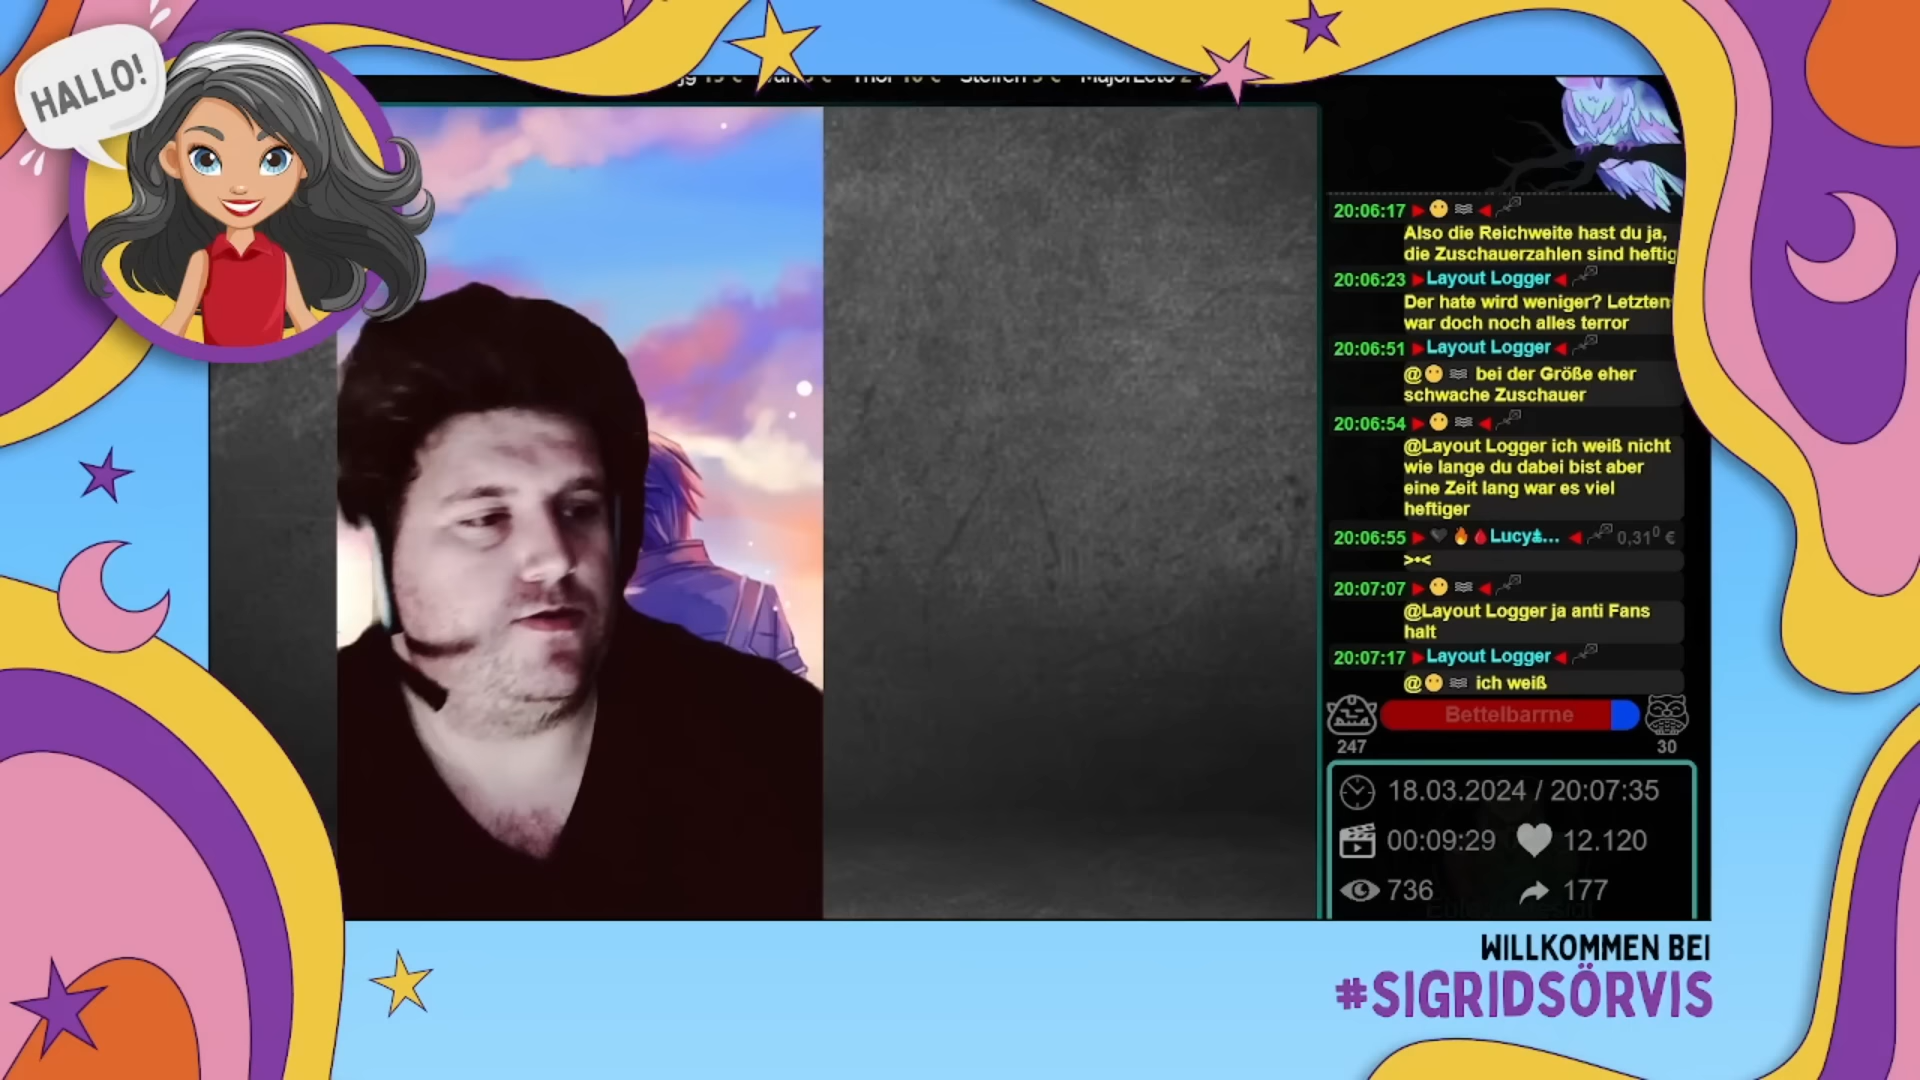 HALLO!
20:06:17
Also die Reichweite hast du ja,
die Zuschauerzahlen sind heftig
20:06:23 Layout Logger
Der hate wird weniger? Letzten
war doch noch alles terror
20:06:51 Layout Logger
@😶 bei der Größe eher
schwache Zuschauer
20:06:54
@Layout Logger ich weiß nicht
wie lange du dabei bist aber
eine Zeit lang war es viel
heftiger
20:06:55 Lucy‡... 0,31⁰ €
>•<
20:07:07
@Layout Logger ja anti Fans
halt
20:07:17 Layout Logger
@😶 ich weiß
Bettelbarrne
247 30
18.03.2024 / 20:07:35
00:09:29 12.120
736 177
WILLKOMMEN BEI
#SIGRIDSÖRVIS